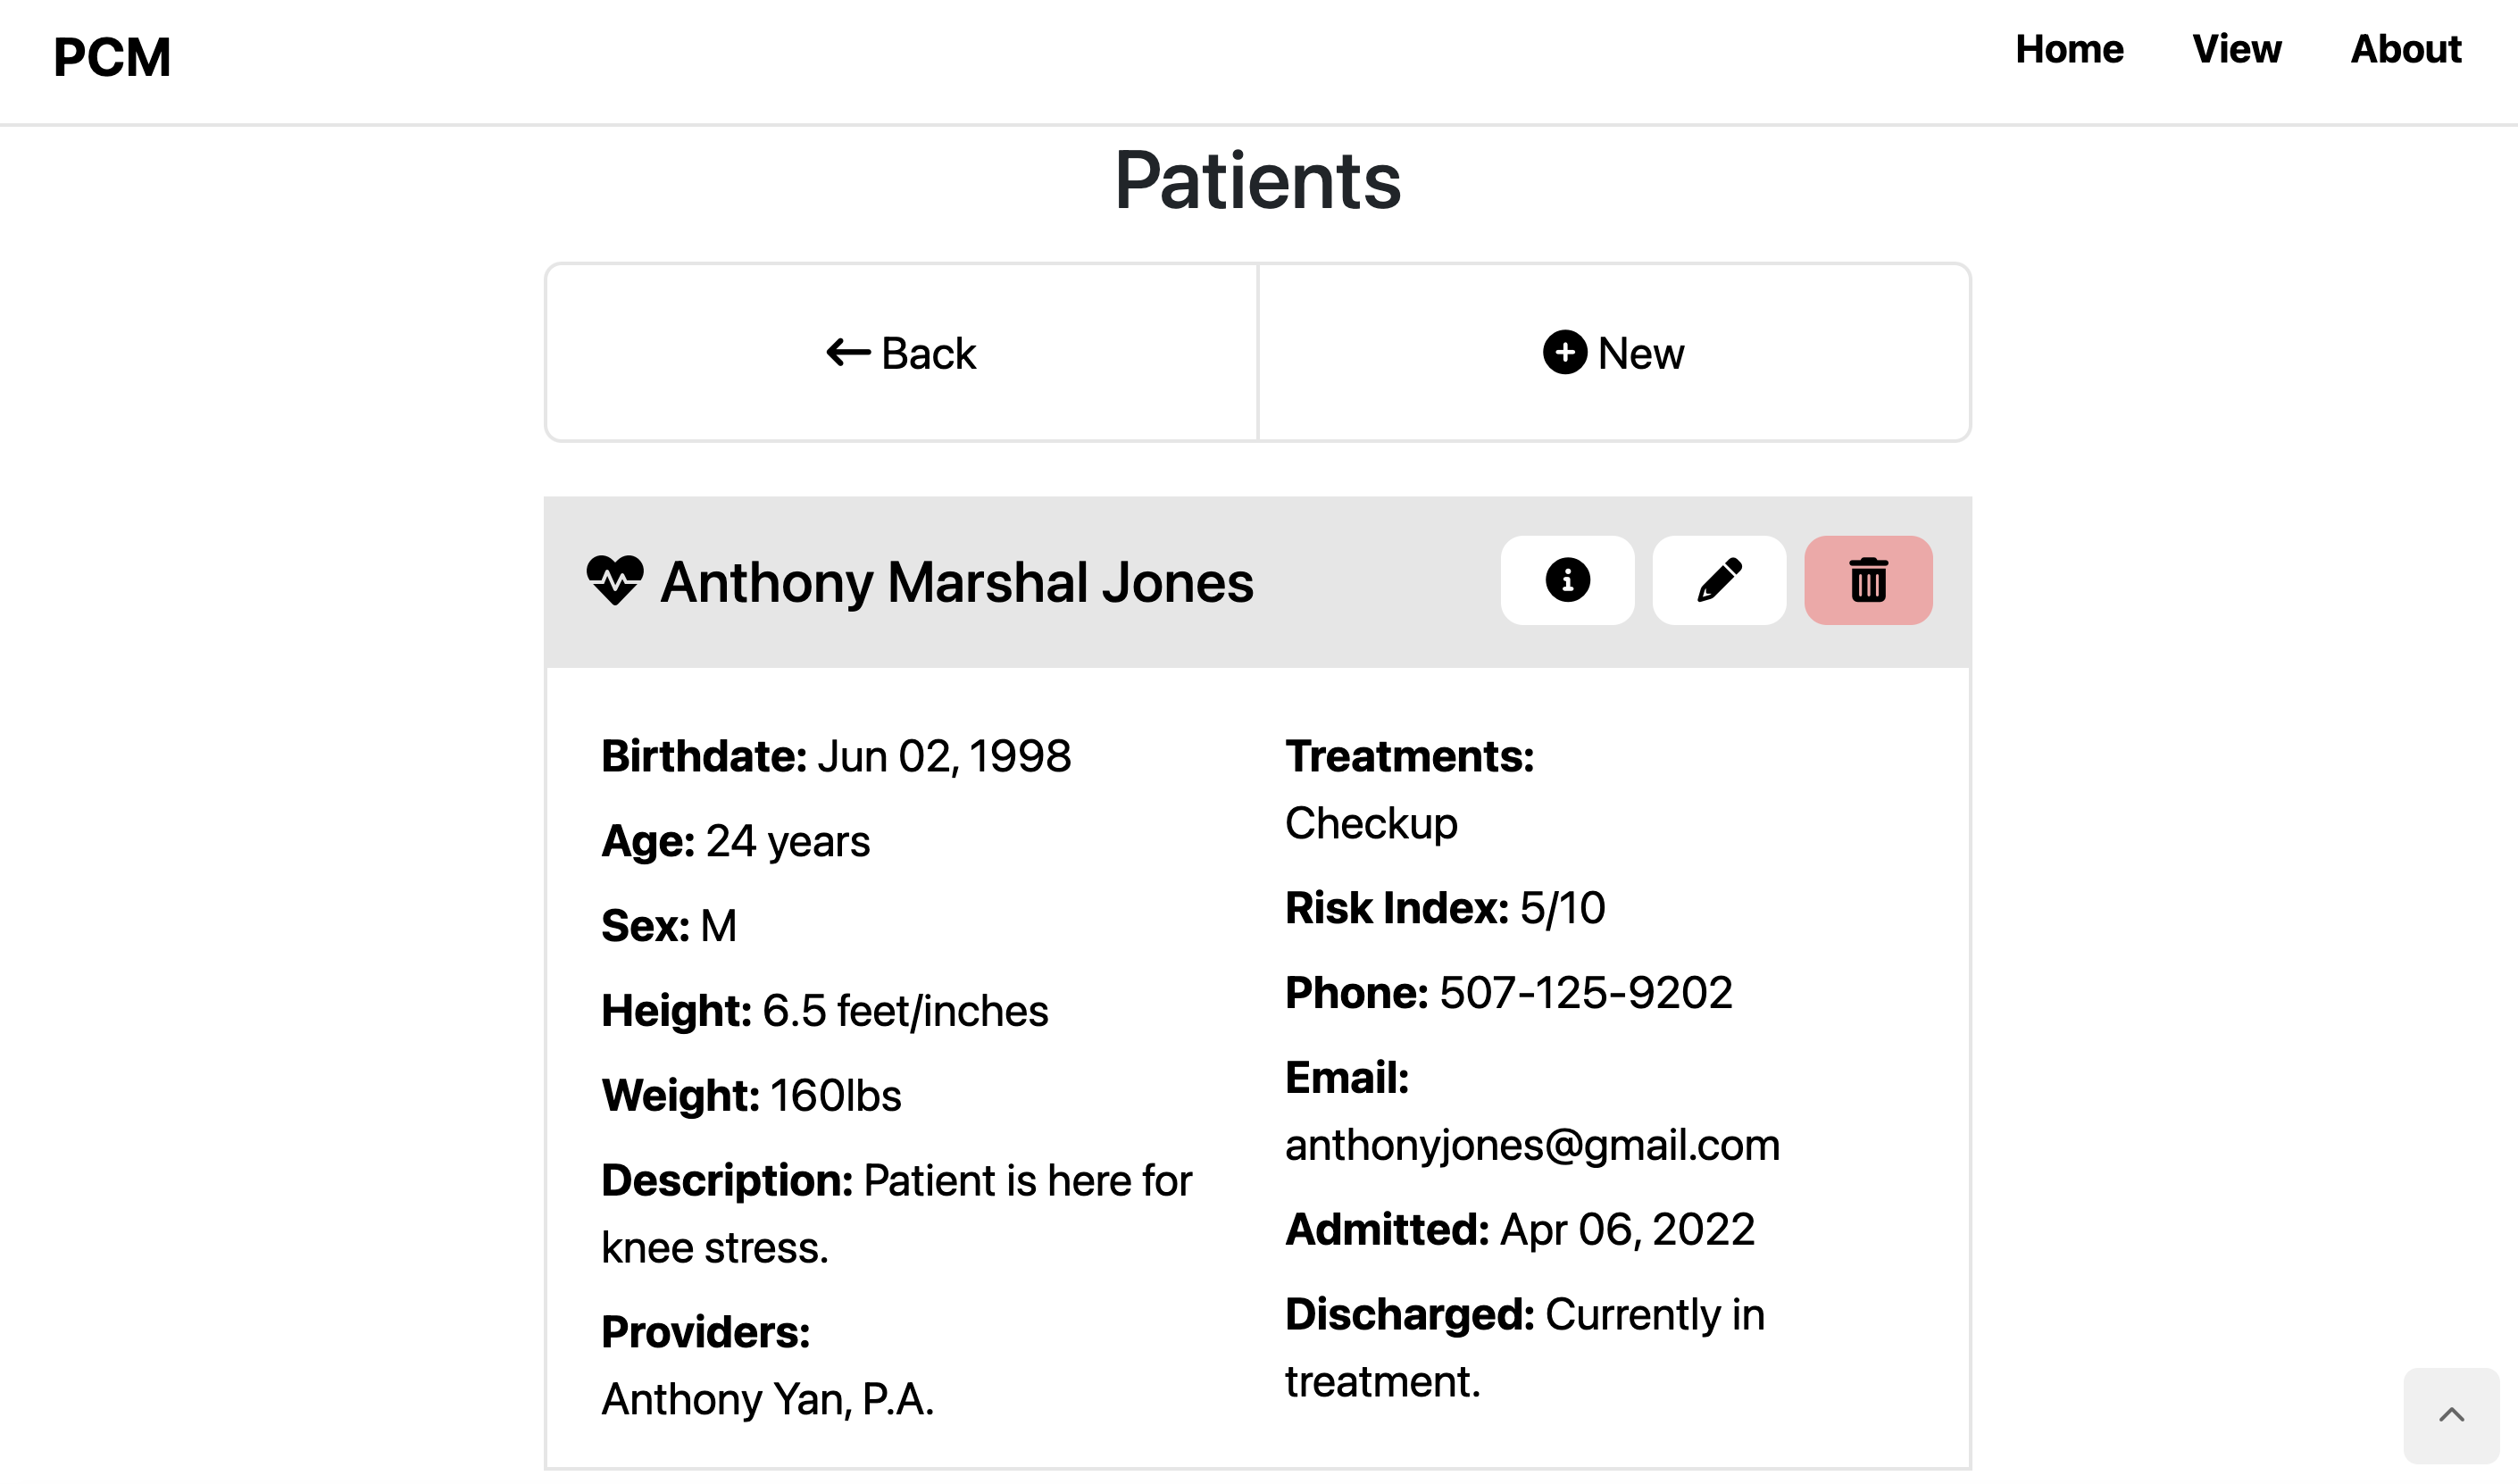 PCM
Home View About
Patients
Back
New
Anthony Marshal Jones
Birthdate: Jun 02, 1998
Age: 24 years
Sex: M
Height: 6.5 feet/inches
Weight: 160lbs
Description: Patient is here for
knee stress.
Providers:
Anthony Yan, P.A.
Treatments:
Checkup
Risk Index: 5/10
Phone: 507-125-9202
Email:
anthonyjones@gmail.com
Admitted: Apr 06, 2022
Discharged: Currently in
treatment.